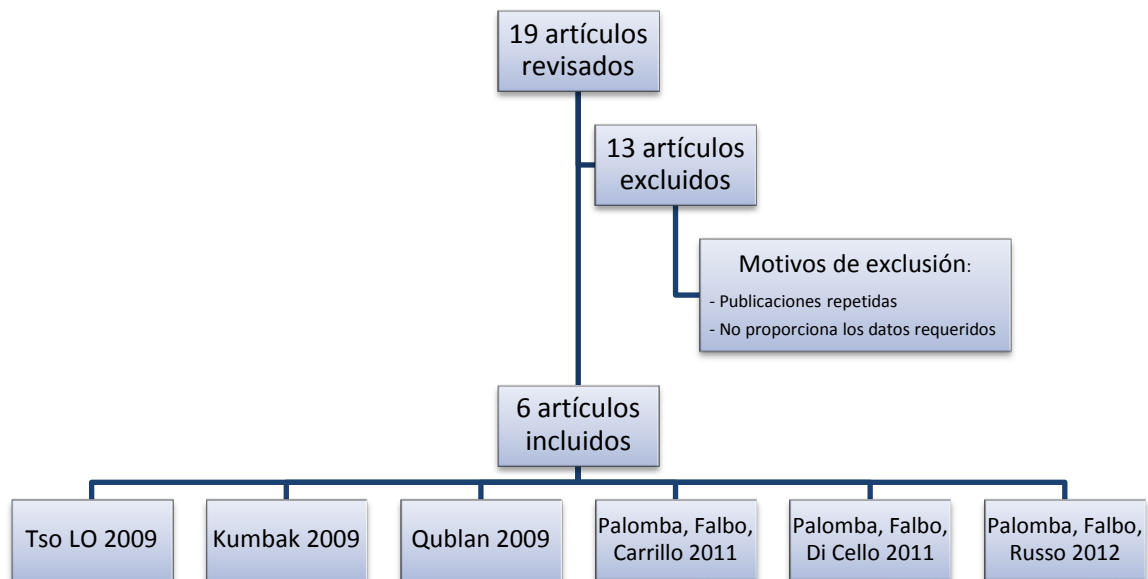 19 artículos
revisados
13 artículos
excluidos
Motivos de exclusión:
- Publicaciones repetidas
- No proporciona los datos requeridos
6 artículos
incluidos
Tso LO 2009
Kumbak 2009
Qublan 2009
Palomba, Falbo,
Carrillo 2011
Palomba, Falbo,
Di Cello 2011
Palomba, Falbo,
Russo 2012